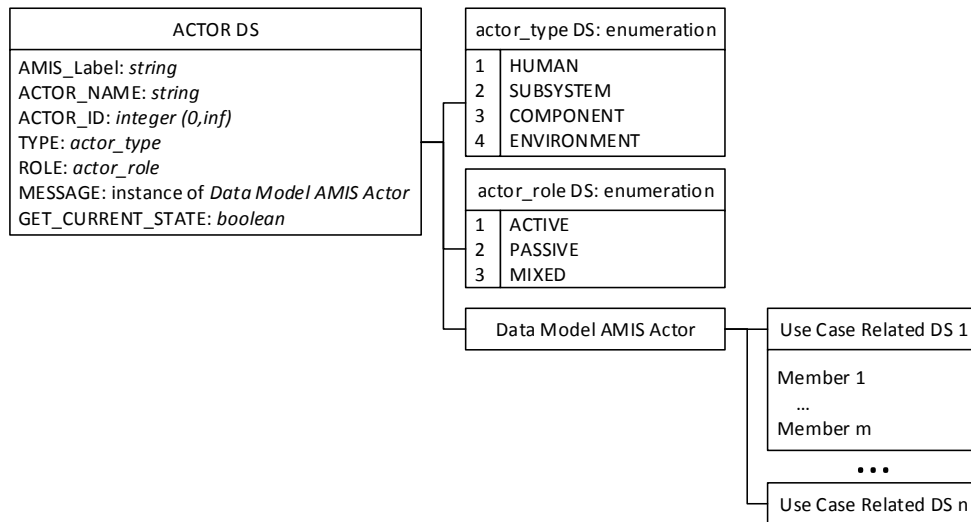 ACTOR DS
AMIS_Label: string
ACTOR_NAME: string
ACTOR_ID: integer (0,inf)
TYPE: actor_type
ROLE: actor_role
MESSAGE: instance of Data Model AMIS Actor
GET_CURRENT_STATE: boolean
actor_type DS: enumeration
1 HUMAN
2 SUBSYSTEM
3 COMPONENT
4 ENVIRONMENT
actor_role DS: enumeration
1 ACTIVE
2 PASSIVE
3 MIXED
Data Model AMIS Actor
Use Case Related DS 1
Member 1
...
Member m
...
Use Case Related DS n